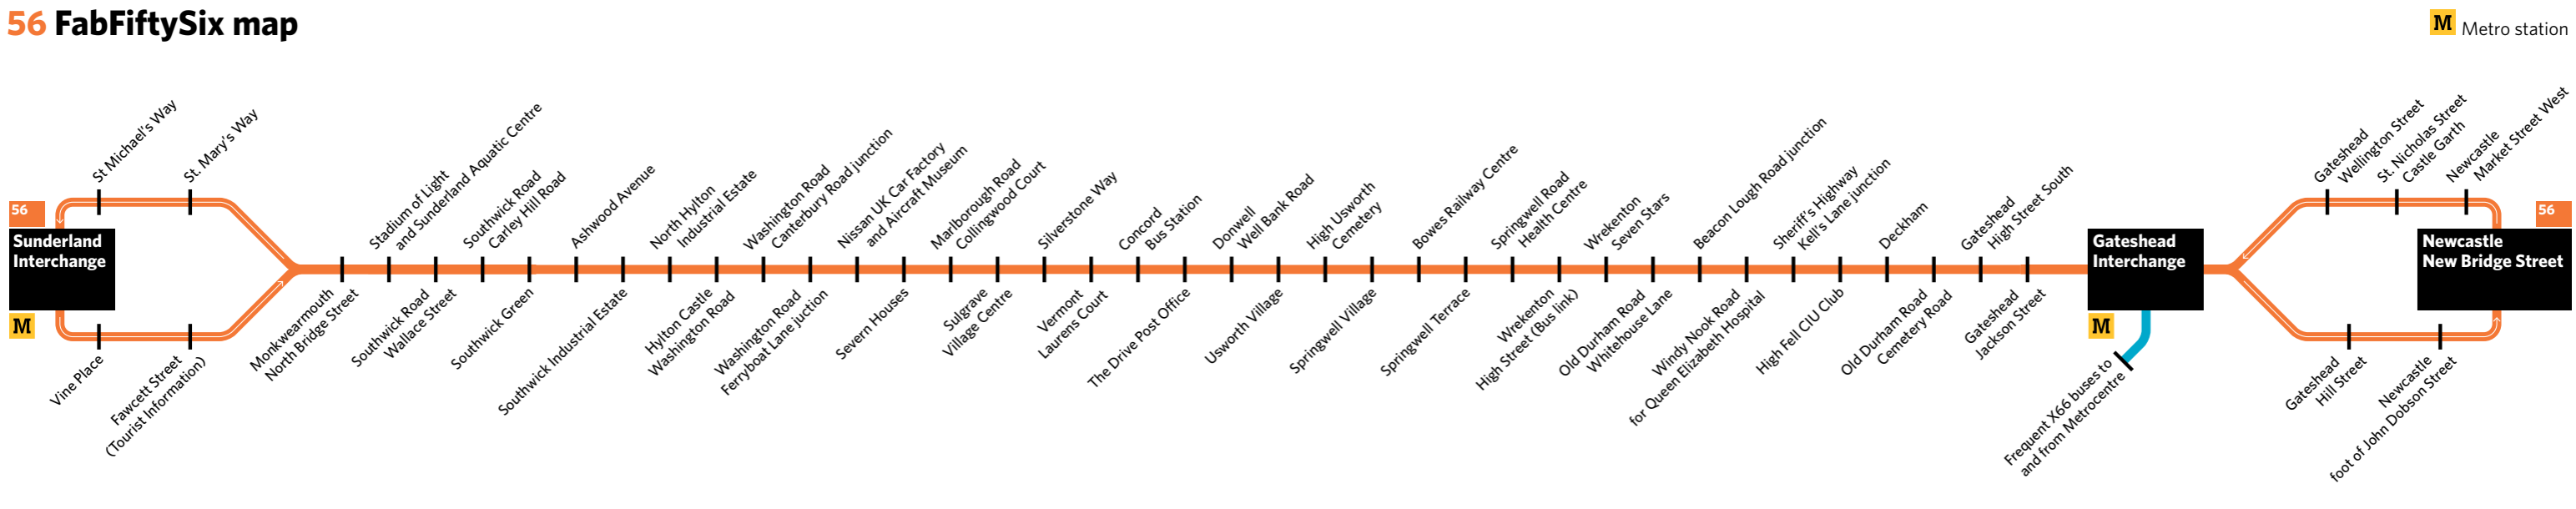 56 FabFiftySix map
M Metro station
56
Sunderland
Interchange
M
St Michael's Way
St. Mary's Way
Vine Place
Fawcett Street
(Tourist Information)
Monkwearmouth
North Bridge Street
Stadium of Light
and Sunderland Aquatic Centre
Southwick Road
Wallace Street
Southwick Road
Carley Hill Road
Southwick Green
Ashwood Avenue
Southwick Industrial Estate
North Hylton
Industrial Estate
Hylton Castle
Washington Road
Washington Road
Canterbury Road junction
Washington Road
Ferryboat Lane juction
Nissan UK Car Factory
and Aircraft Museum
Severn Houses
Marlborough Road
Collingwood Court
Sulgrave
Village Centre
Silverstone Way
Vermont
Laurens Court
Concord
Bus Station
The Drive Post Office
Donwell
Well Bank Road
Usworth Village
High Usworth
Cemetery
Springwell Village
Bowes Railway Centre
Springwell Terrace
Springwell Road
Health Centre
Wrekenton
High Street (Bus link)
Wrekenton
Seven Stars
Old Durham Road
Whitehouse Lane
Beacon Lough Road junction
Windy Nook Road
for Queen Elizabeth Hospital
Sheriff's Highway
Kell's Lane junction
High Fell CIU Club
Deckham
Old Durham Road
Cemetery Road
Gateshead
High Street South
Gateshead
Jackson Street
Gateshead
Interchange
M
Frequent X66 buses to
and from Metrocentre
Gateshead
Wellington Street
St. Nicholas Street
Castle Garth
Newcastle
Market Street West
Gateshead
Hill Street
Newcastle
foot of John Dobson Street
56
Newcastle
New Bridge Street